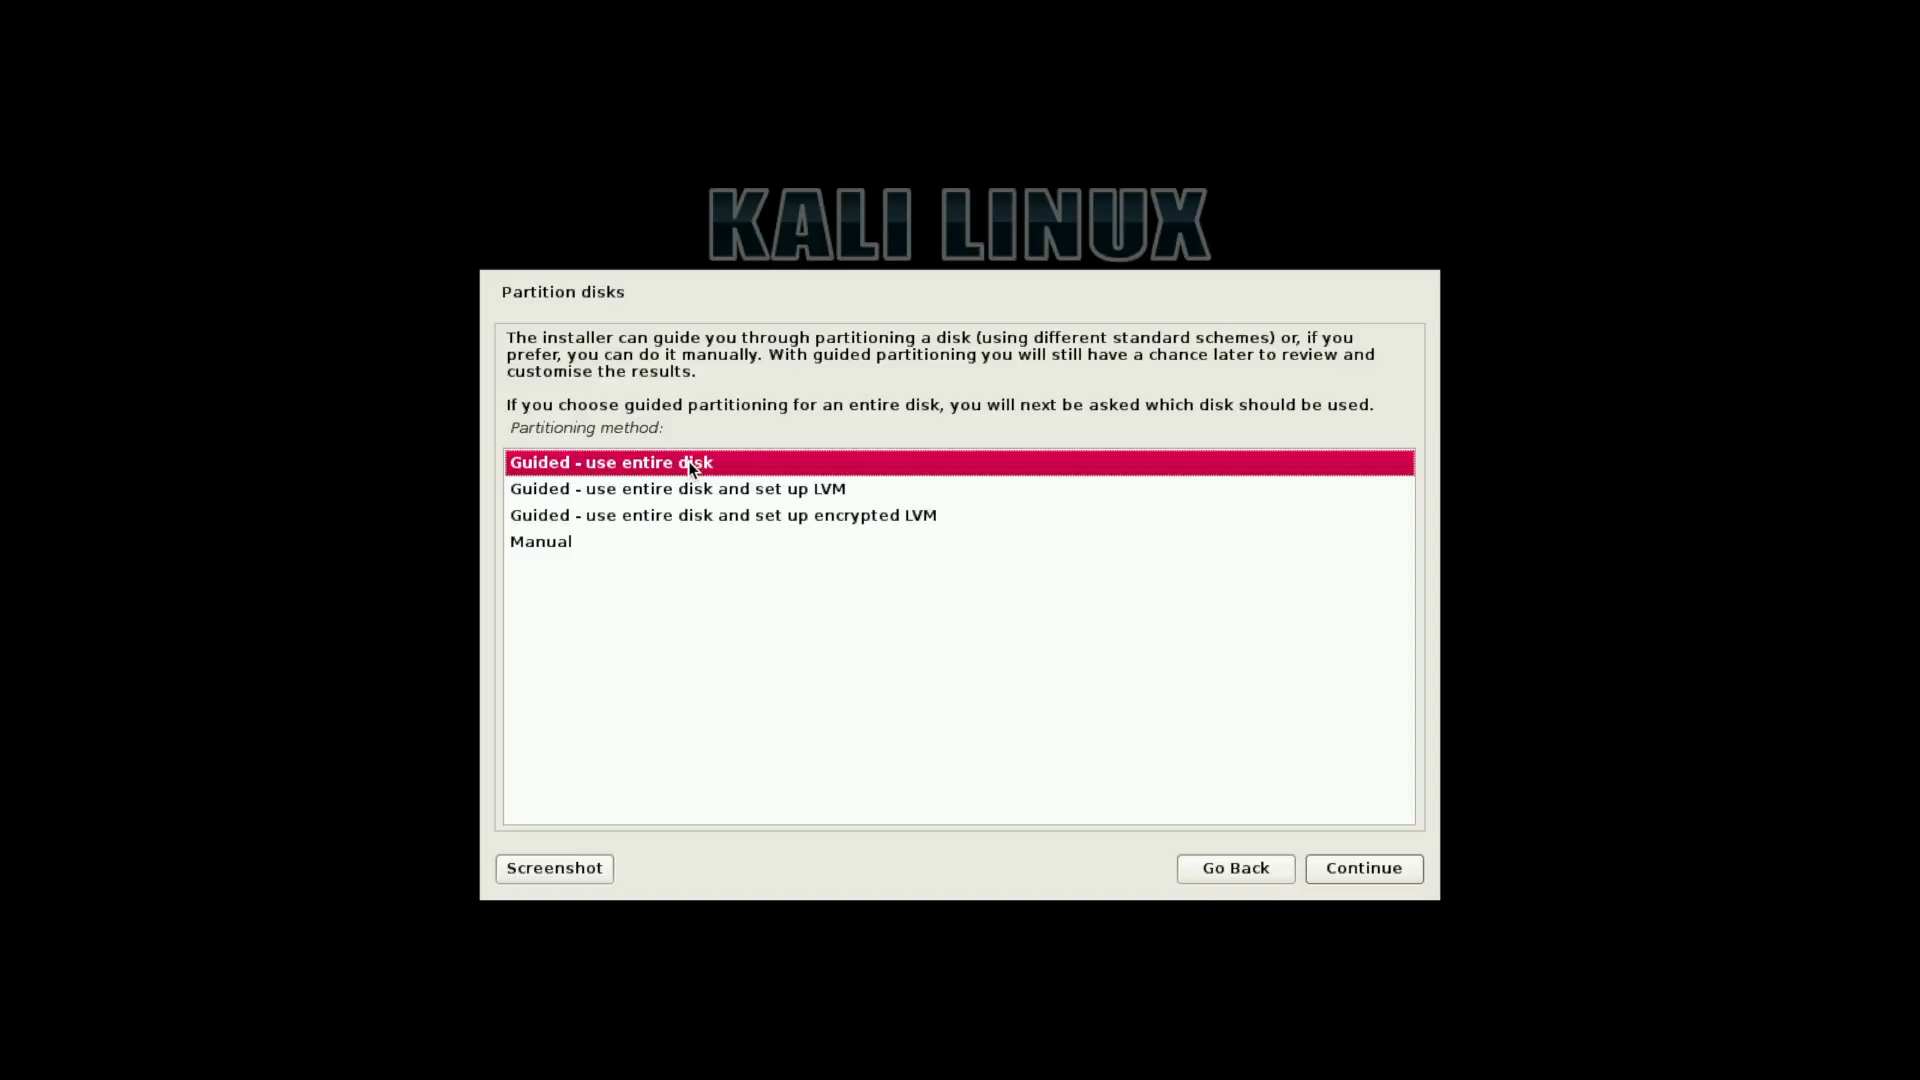 KALI LINUX
Partition disks
The installer can guide you through partitioning a disk (using different standard schemes) or, if you
prefer, you can do it manually. With guided partitioning you will still have a chance later to review and
customise the results.
If you choose guided partitioning for an entire disk, you will next be asked which disk should be used.
Partitioning method:
Guided - use entire disk
Guided - use entire disk and set up LVM
Guided - use entire disk and set up encrypted LVM
Manual
Screenshot
Go Back
Continue